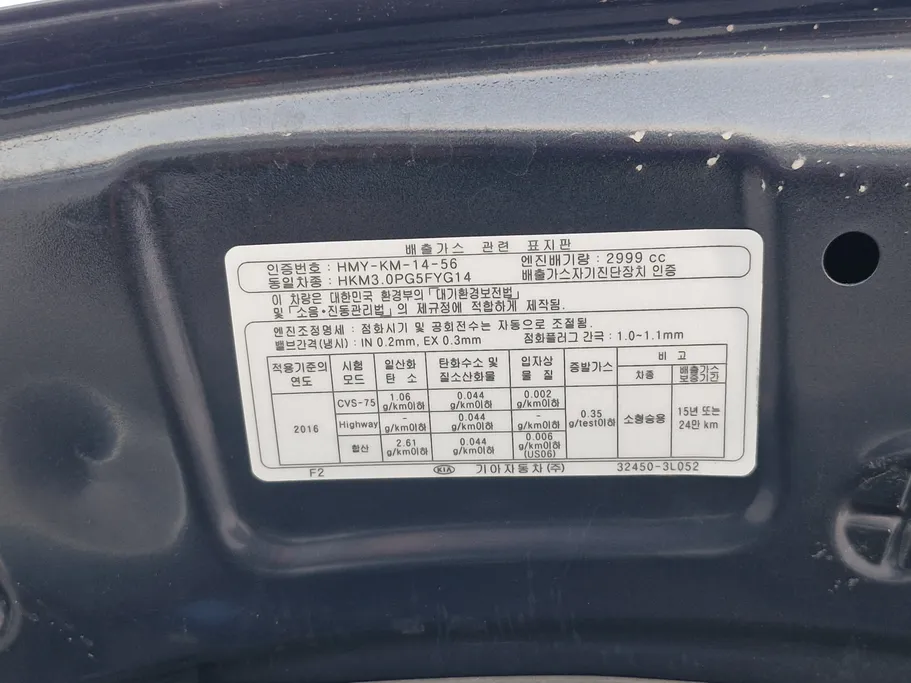 배출가스 관련 표지판
인증번호 : HMY-KM-14-56 엔진배기량 : 2999 cc
동일차종 : HKM3.0PG5FYG14 배출가스자기진단장치 인증
이 차량은 대한민국 환경부의 「대기환경보전법」
및 「소음·진동관리법」의 제규정에 적합하게 제작됨.
엔진조정명세 : 점화시기 및 공회전수는 자동으로 조절됨.
밸브간격(냉시) : IN 0.2mm, EX 0.3mm 점화플러그 간극 : 1.0~1.1mm
적용기준의 연도 시험 모드 일산화 탄소 탄화수소 및 질소산화물 입자상 물질 증발가스 비 고
차종 배출가스 보증기간
2016 CVS-75 1.06 g/km이하 0.044 g/km이하 0.002 g/km이하 0.35 g/test이하 소형승용 15년 또는 24만 km
Highway - g/km이하 0.044 g/km이하 - g/km이하
합산 2.61 g/km이하 0.044 g/km이하 0.006 g/km이하 (US06)
F2 KIA 기아자동차(주) 32450-3L052